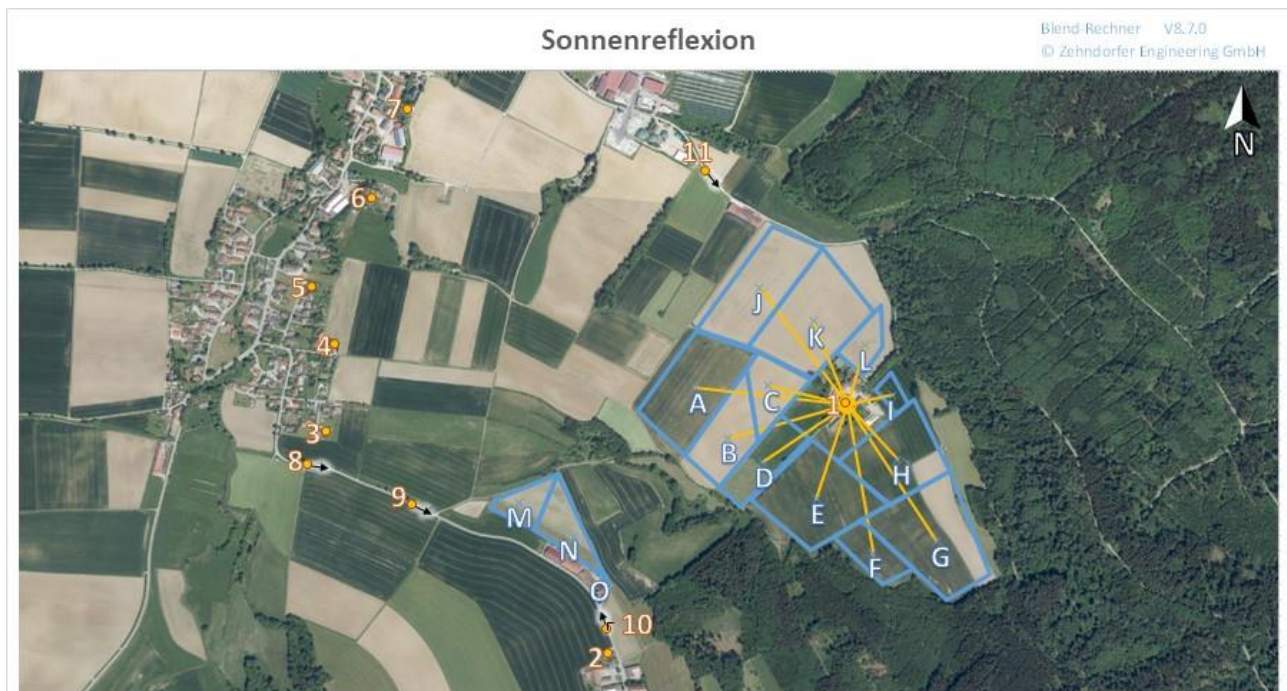 Sonnenreflexion
Blend-Rechner V8.7.0
© Zehndorfer Engineering GmbH
7
11
N
6
5
J
4
K
L
A
C
1
I
3
B
8
D
H
9
M
E
N
G
F
O
10
2